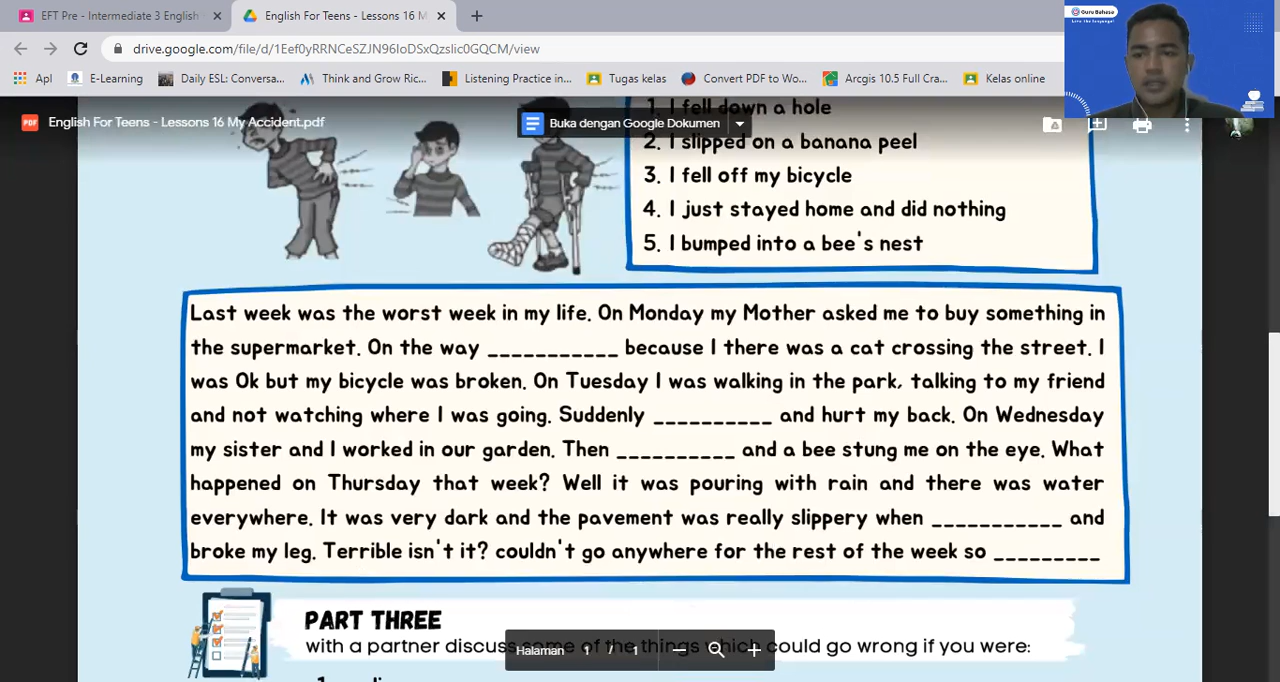 EFT Pre - Intermediate 3 English
English For Teens - Lessons 16 M
drive.google.com/file/d/1Eef0yRRNCeSZJN96IoDSxQzslic0GQCM/view
Apl E-Learning Daily ESL: Conversa... Think and Grow Ric... Listening Practice in... Tugas kelas Convert PDF to Wo... Arcgis 10.5 Full Cra... Kelas online
Guru Bahasa
English For Teens - Lessons 16 My Accident.pdf
Buka dengan Google Dokumen
1. I fell down a hole
2. I slipped on a banana peel
3. I fell off my bicycle
4. I just stayed home and did nothing
5. I bumped into a bee's nest
Last week was the worst week in my life. On Monday my Mother asked me to buy something in
the supermarket. On the way ___________ because I there was a cat crossing the street. I
was Ok but my bicycle was broken. On Tuesday I was walking in the park, talking to my friend
and not watching where I was going. Suddenly __________ and hurt my back. On Wednesday
my sister and I worked in our garden. Then __________ and a bee stung me on the eye. What
happened on Thursday that week? Well it was pouring with rain and there was water
everywhere. It was very dark and the pavement was really slippery when ___________ and
broke my leg. Terrible isn't it? couldn't go anywhere for the rest of the week so _________
PART THREE
with a partner discuss some of the things which could go wrong if you were:
Halaman 1 / 1